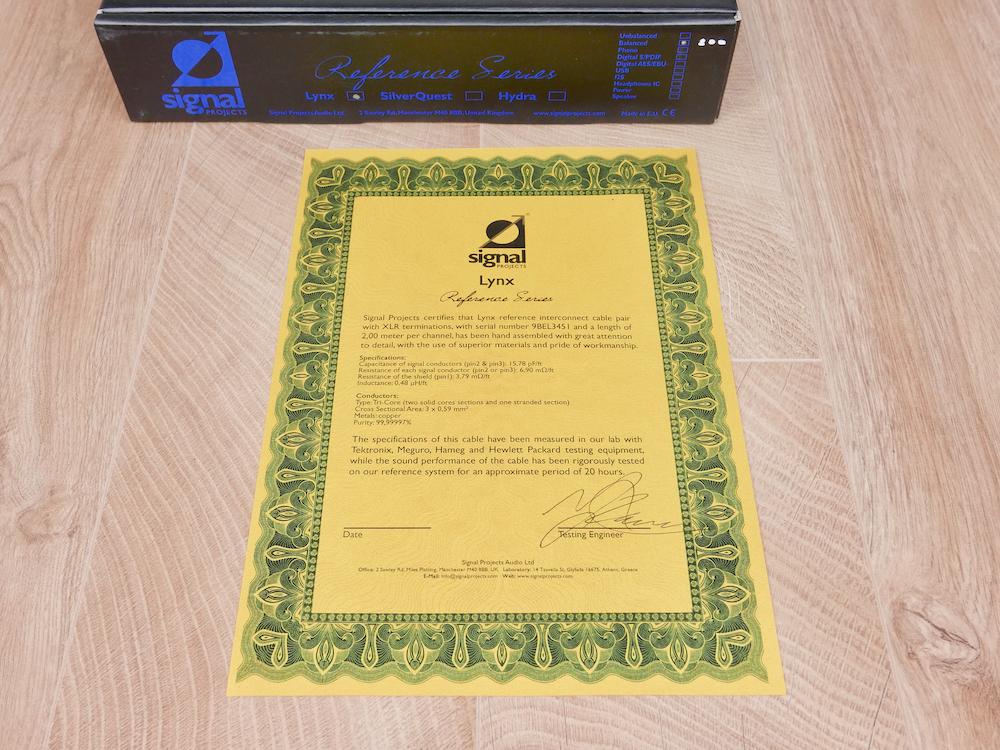 signal
PROJECTS
Reference Series
Lynx SilverQuest Hydra
Signal Projects Audio Ltd. 2 Sawley Rd, Manchester M40 8BB, United Kingdom www.signalprojects.com Made in E.U. CE
Unbalanced
Balanced
Phono
Digital S/PDIF
Digital AES/EBU
USB
I2S
Headphones IC
Power
Speaker
signal
PROJECTS
Lynx
Reference Series
Signal Projects certifies that Lynx reference interconnect cable pair
with XLR terminations, with serial number 9BEL3451 and a length of
2,00 meter per channel, has been hand assembled with great attention
to detail, with the use of superior materials and pride of workmanship.
Specifications:
Capacitance of signal conductors (pin2 & pin3): 15,78 pF/ft
Resistance of each signal conductor (pin2 or pin3): 6,90 mΩ/ft
Resistance of the shield (pin1): 3,79 mΩ/ft
Inductance: 0,48 μH/ft
Conductors:
Type: Tri-Core (two solid cores sections and one stranded section)
Cross Sectional Area: 3 x 0,59 mm²
Metals: copper
Purity: 99,99997%
The specifications of this cable have been measured in our lab with
Tektronix, Meguro, Hameg and Hewlett Packard testing equipment,
while the sound performance of the cable has been rigorously tested
on our reference system for an approximate period of 20 hours.
Date
Testing Engineer
Signal Projects Audio Ltd
Office: 2 Sawley Rd, Miles Platting, Manchester M40 8BB, UK Laboratory: 14 Tsavella St, Glyfada 16675, Athens, Greece
E-Mail: info@signalprojects.com Web: www.signalprojects.com